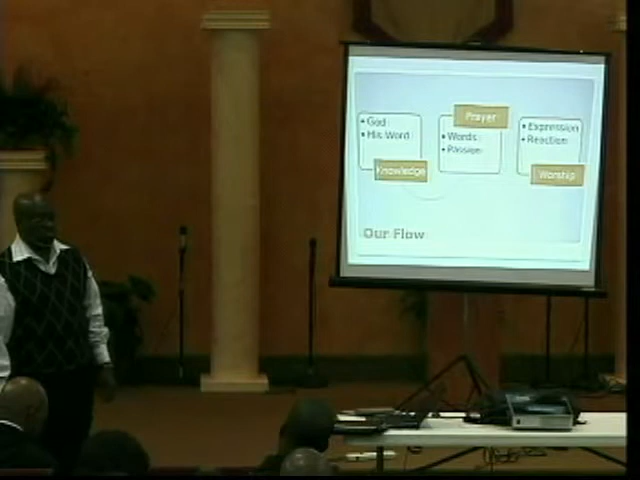 • God
• His Word
Knowledge
Prayer
• Words
• Passion
• Expression
• Reaction
Worship
Our Flow